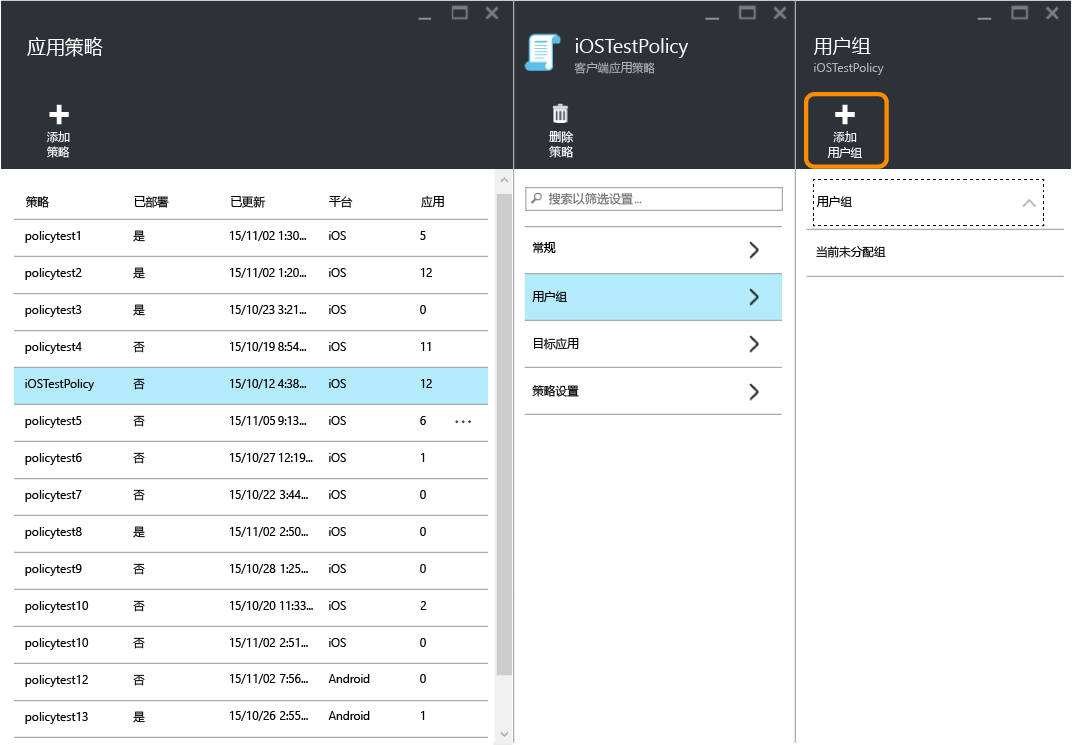 应用策略
添加
策略
策略 已部署 已更新 平台 应用
policytest1 是 15/11/02 1:30... iOS 5
policytest2 是 15/11/02 1:20... iOS 12
policytest3 是 15/10/23 3:21... iOS 0
policytest4 否 15/10/19 8:54... iOS 11
iOSTestPolicy 否 15/10/12 4:38... iOS 12
policytest5 否 15/11/05 9:13... iOS 6 ...
policytest6 否 15/10/27 12:19... iOS 1
policytest7 否 15/10/22 3:44... iOS 0
policytest8 是 15/11/02 2:50... iOS 0
policytest9 否 15/10/28 1:25... iOS 0
policytest10 否 15/10/20 11:33... iOS 2
policytest10 否 15/11/02 2:51... iOS 0
policytest12 否 15/11/02 7:56... Android 0
policytest13 是 15/10/26 2:55... Android 1
iOSTestPolicy
客户端应用策略
删除
策略
搜索以筛选设置...
常规
用户组
目标应用
策略设置
用户组
iOSTestPolicy
添加
用户组
用户组
当前未分配组